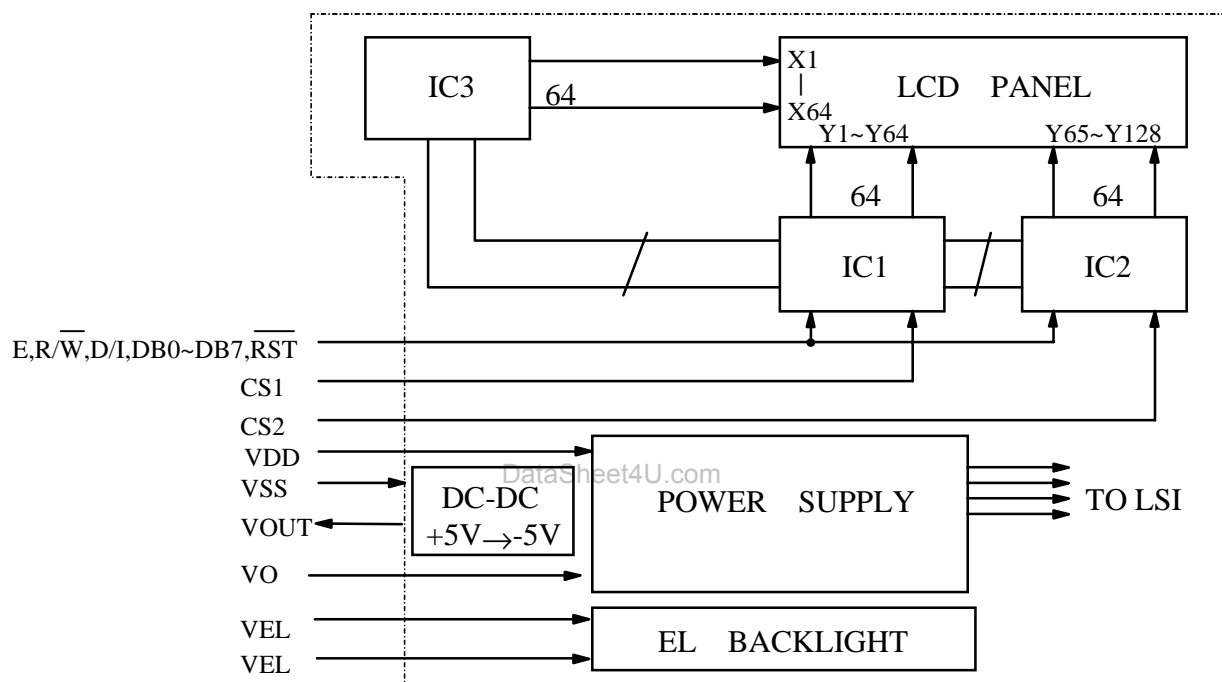 IC3
64
X1
|
X64
LCD PANEL
Y1~Y64
Y65~Y128
64
64
IC1
IC2
E,R/W̅,D/I,DB0~DB7,R̅S̅T̅
CS1
CS2
VDD
VSS
VOUT
VO
VEL
VEL
DC-DC
+5V→-5V
DataSheet4U.com
POWER SUPPLY
TO LSI
EL BACKLIGHT